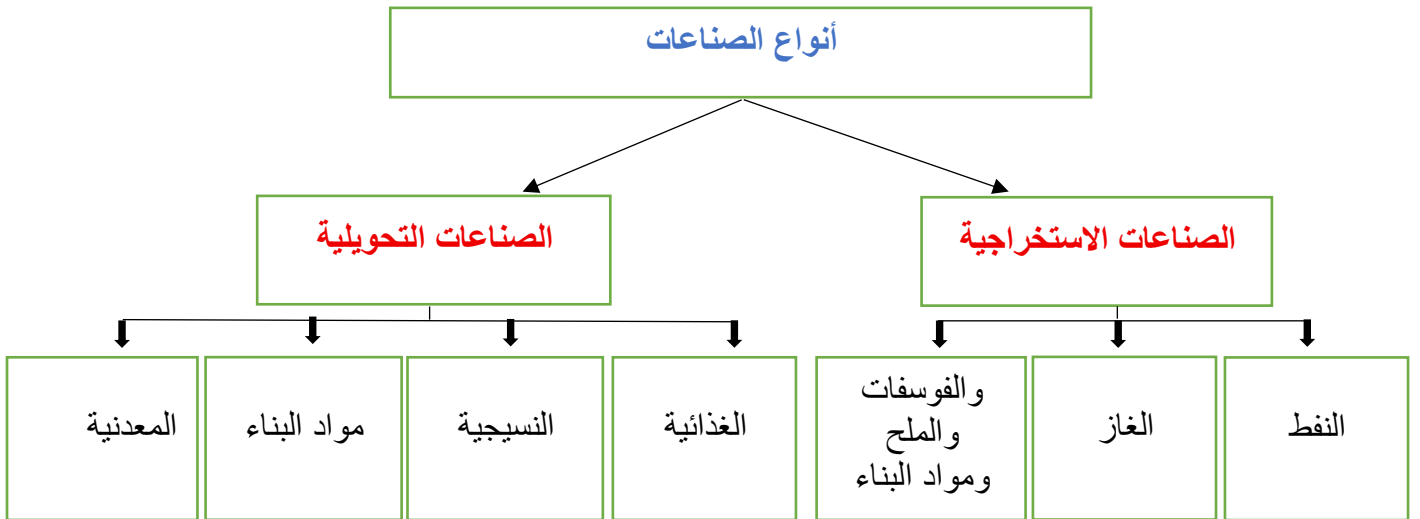 أنواع الصناعات
الصناعات الاستخراجية
الصناعات التحويلية
النفط
الغاز
والفوسفات
والملح
ومواد البناء
الغذائية
النسيجية
مواد البناء
المعدنية